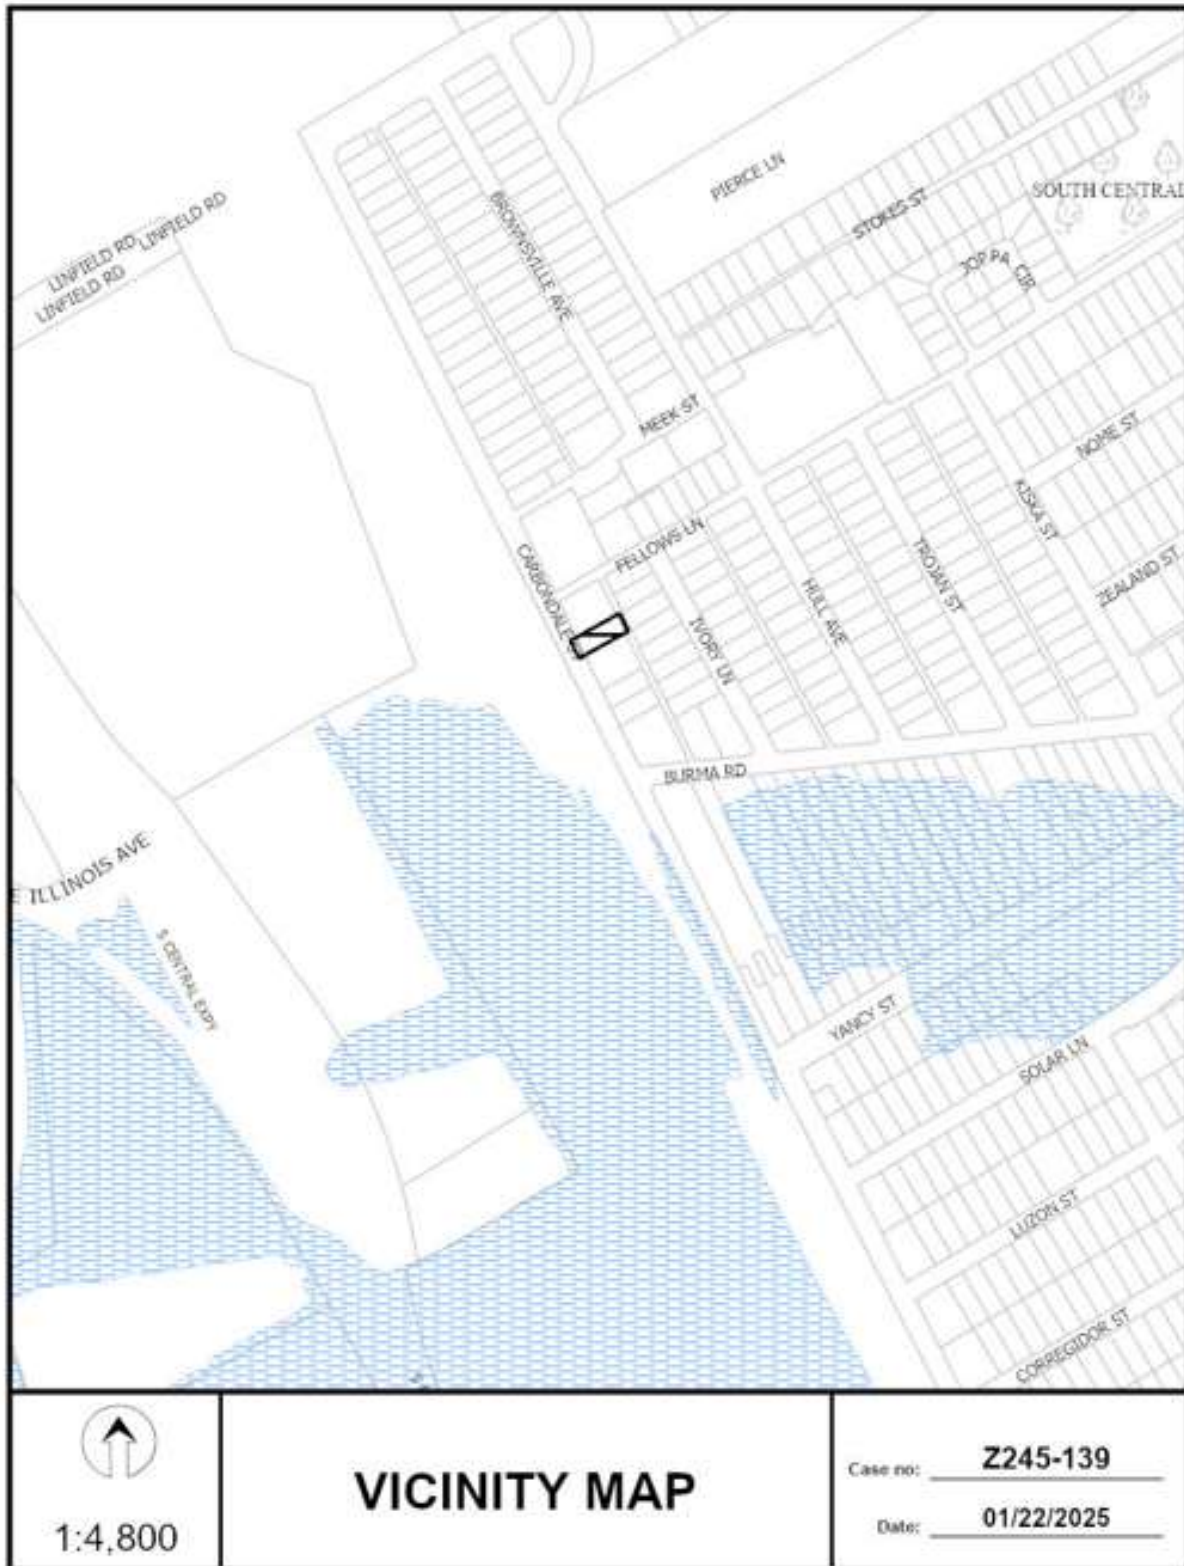 PIERCE LN
STOKES ST
SOUTH CENTRAL
LINFIELD RD
LINFIELD RD
LINFIELD RD
BROWNSVILLE AVE
JOPPA CIR
MEEK ST
NOME ST
KISKA ST
FELLOWS LN
CARBONDALE
TROJAN ST
HULL AVE
ZEALAND ST
IVORY LN
BURMA RD
E ILLINOIS AVE
S CENTRAL EXPY
YANCY ST
SOLAR LN
LUZON ST
CORREGIDOR ST
1:4,800
VICINITY MAP
Case no: Z245-139
Date: 01/22/2025